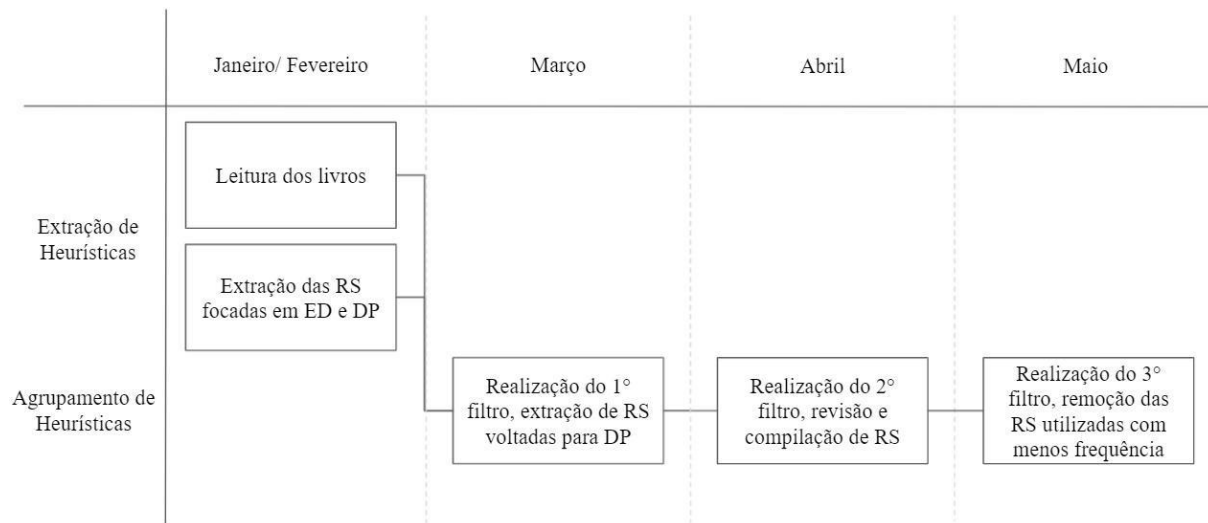 Janeiro/ Fevereiro
Março
Abril
Maio
Extração de
Heurísticas
Leitura dos livros
Extração das RS
focadas em ED e DP
Agrupamento de
Heurísticas
Realização do 1°
filtro, extração de RS
voltadas para DP
Realização do 2°
filtro, revisão e
compilação de RS
Realização do 3°
filtro, remoção das
RS utilizadas com
menos frequência